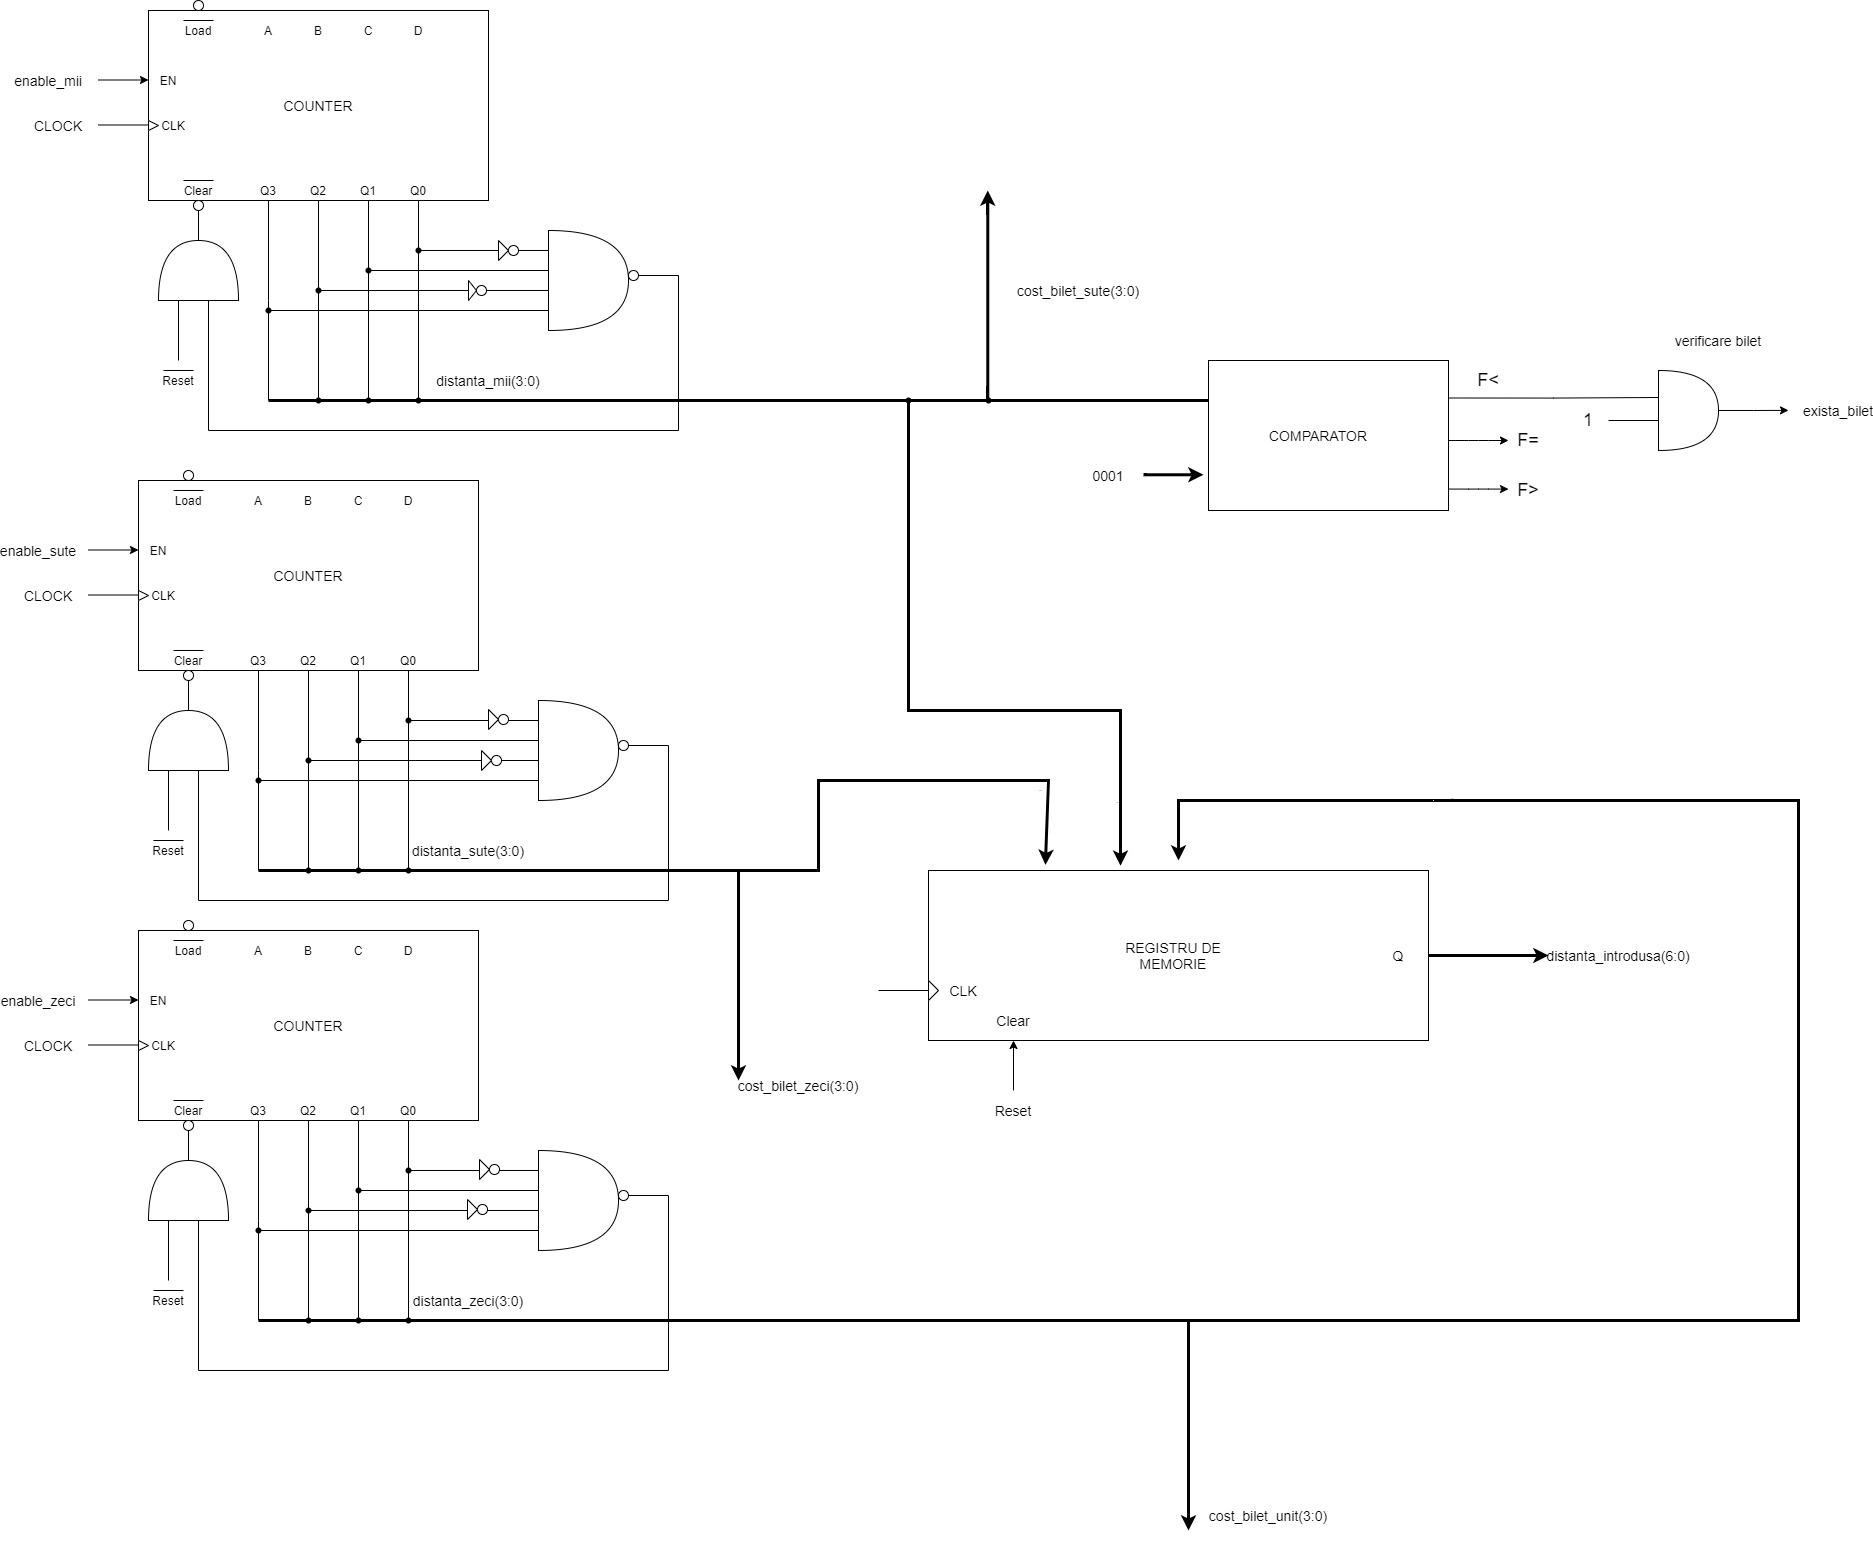 Load A B C D
enable_mii EN
COUNTER
CLOCK CLK
Clear Q3 Q2 Q1 Q0
Reset
distanta_mii(3:0)
cost_bilet_sute(3:0)
verificare bilet
F<
1
exista_bilet
COMPARATOR
F=
0001
F>
Load A B C D
enable_sute EN
COUNTER
CLOCK CLK
Clear Q3 Q2 Q1 Q0
Reset
distanta_sute(3:0)
Load A B C D
enable_zeci EN
COUNTER
CLOCK CLK
Clear Q3 Q2 Q1 Q0
Reset
distanta_zeci(3:0)
REGISTRU DE
MEMORIE
Q
distanta_introdusa(6:0)
CLK
Clear
Reset
cost_bilet_zeci(3:0)
cost_bilet_unit(3:0)